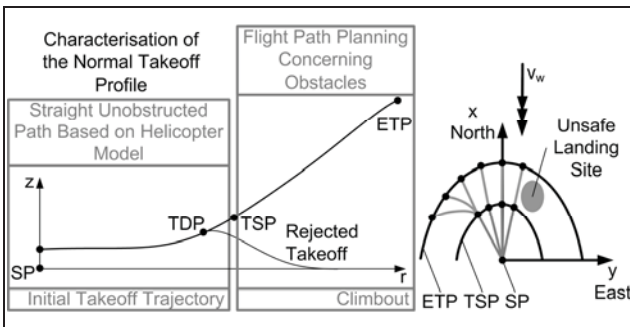 Characterisation of
the Normal Takeoff
Profile
Flight Path Planning
Concerning
Obstacles
Straight Unobstructed
Path Based on Helicopter
Model
ETP
z
TDP
TSP
Rejected
Takeoff
SP
r
Initial Takeoff Trajectory
Climbout
v_w
x
North
Unsafe
Landing
Site
y
East
ETP TSP SP